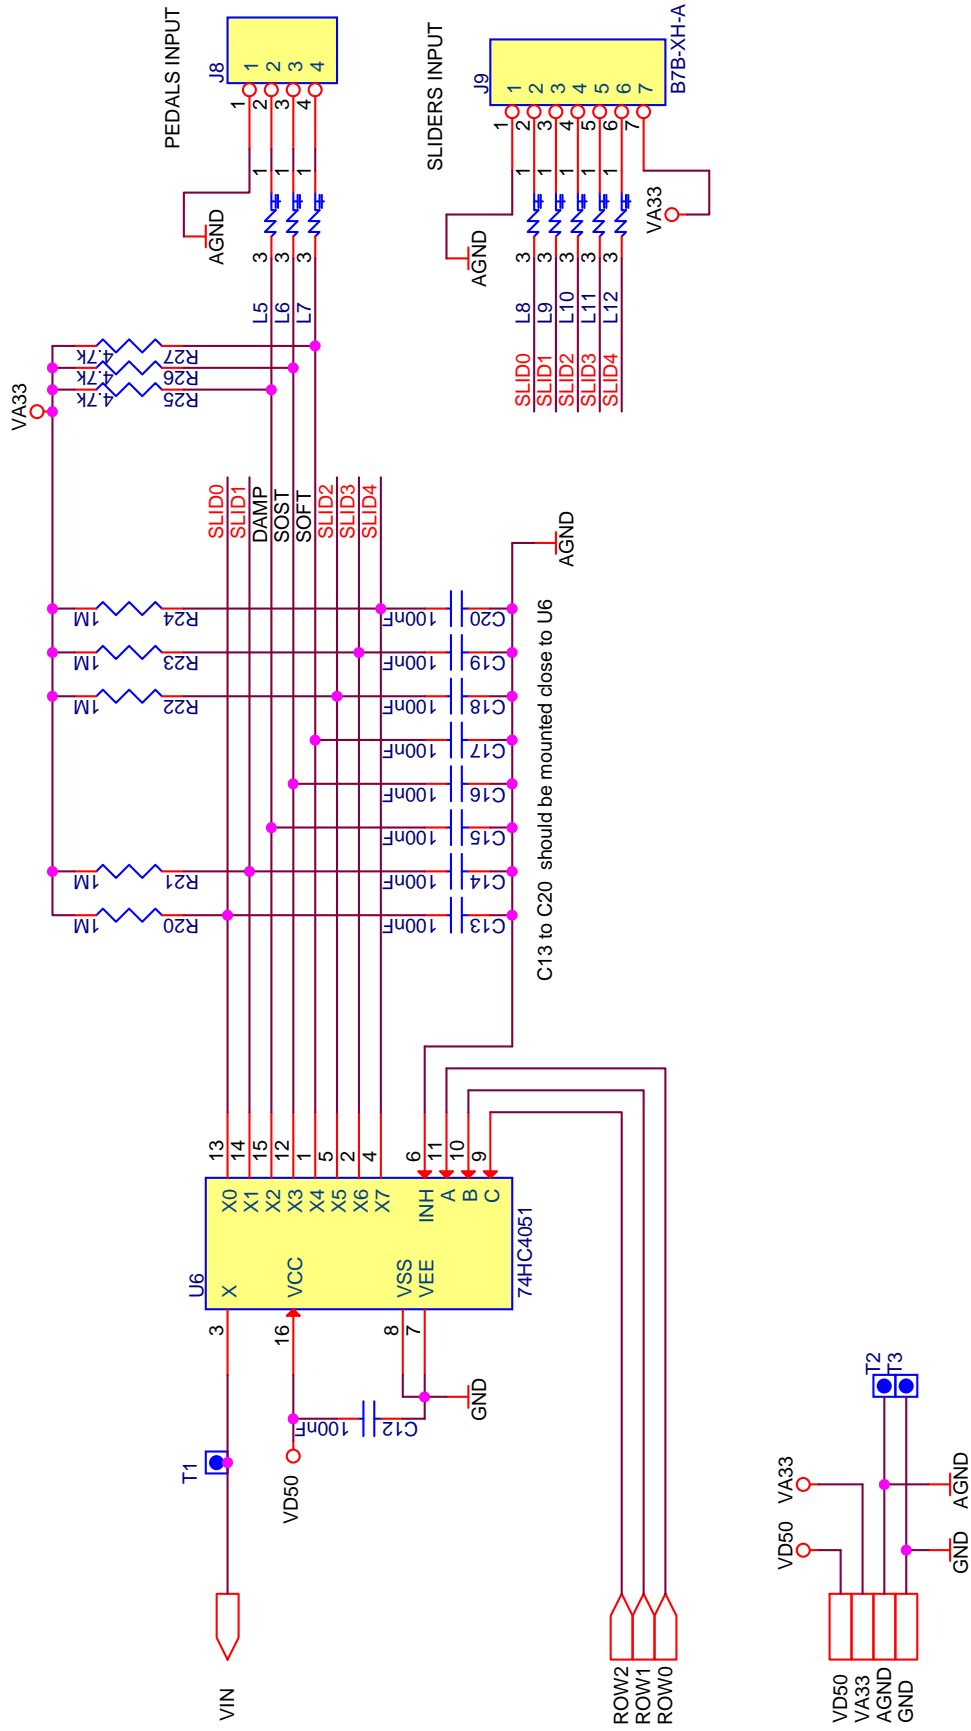 PEDALS INPUT
J8
1
2
3
4
1
2
3
4
AGND
1
1
1
3
3
3
L5
L6
L7
SLIDERS INPUT
J9
B7B-XH-A
1
2
3
4
5
6
7
1
2
3
4
5
6
7
AGND
VA33
1
1
1
1
1
3
3
3
3
3
L8
L9
L10
L11
L12
SLID0
SLID1
SLID2
SLID3
SLID4
VA33
4.7k
R27
4.7k
R26
4.7k
R25
SLID0
SLID1
DAMP
SOST
SOFT
SLID2
SLID3
SLID4
AGND
1M
R24
100nF
C20
1M
R23
100nF
C19
1M
R22
100nF
C18
100nF
C17
100nF
C16
100nF
C15
1M
R21
100nF
C14
1M
R20
100nF
C13
C13 to C20 should be mounted close to U6
13
14
15
12
1
5
2
4
6
11
10
9
U6
X0
X1
X2
X3
X4
X5
X6
X7
INH
A
B
C
X
VCC
VSS
VEE
74HC4051
3
16
8
7
GND
100nF
C12
VD50
T1
VIN
ROW2
ROW1
ROW0
T2
T3
VD50
VA33
GND
AGND
VD50
VA33
AGND
GND